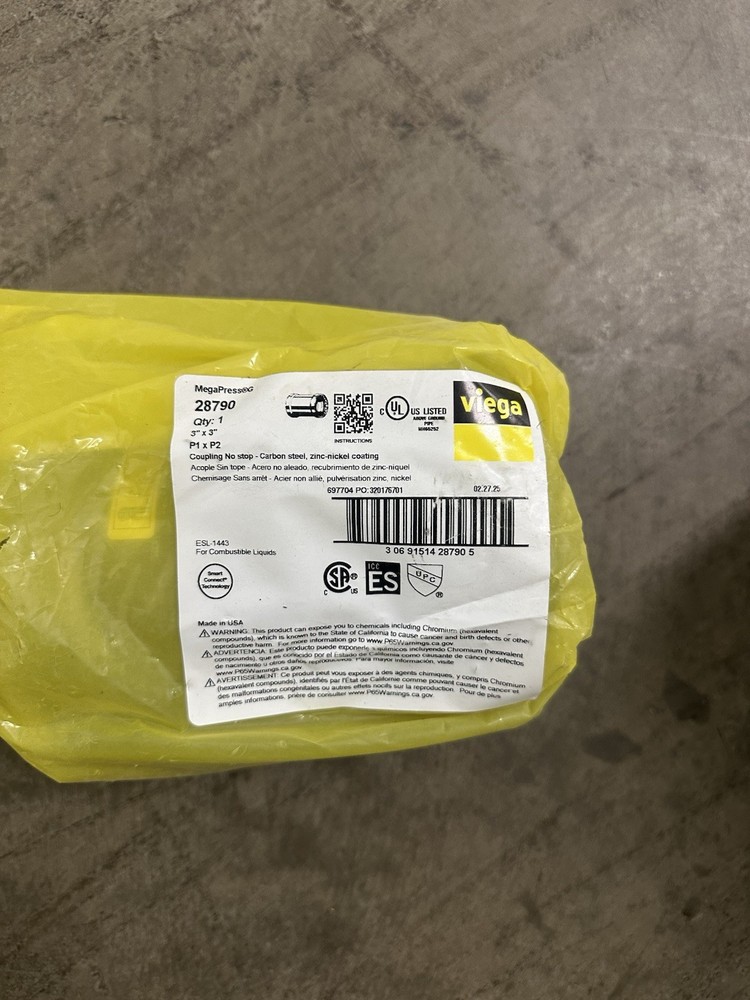 MegaPress®G
28790
Qty: 1
3" x 3"
P1 x P2
INSTRUCTIONS
C UL US LISTED
ABOVE GROUND
PIPE
MH65252
viega
Coupling No stop - Carbon steel, zinc-nickel coating
Acople Sin tope - Acero no aleado, recubrimiento de zinc-níquel
Chemisage Sans arrêt - Acier non allié, pulvérisation zinc, nickel
697704 PO:320176701 02.27.25
3 06 91514 28790 5
ESL-1443
For Combustible Liquids
Smart
Connect®
Technology
C SA® US
ICC
ES
UPC ®
Made in USA
⚠ WARNING: This product can expose you to chemicals including Chromium (hexavalent
compounds), which is known to the State of California to cause cancer and birth defects or other
reproductive harm. For more information go to www.P65Warnings.ca.gov
⚠ ADVERTENCIA: Este producto puede exponerle a químicos incluyendo Chromium (hexavalent
compounds), que es conocido por el Estado de California como causante de cáncer y defectos
de nacimiento u otros daños reproductivos. Para mayor información, visite
www.P65Warnings.ca.gov
⚠ AVERTISSEMENT: Ce produit peut vous exposer à des agents chimiques, y compris Chromium
(hexavalent compounds), identifiés par l'État de Californie comme pouvant causer le cancer et
des malformations congénitales ou autres effets nocifs sur la reproduction. Pour de plus
amples informations, prière de consulter www.P65Warnings.ca.gov